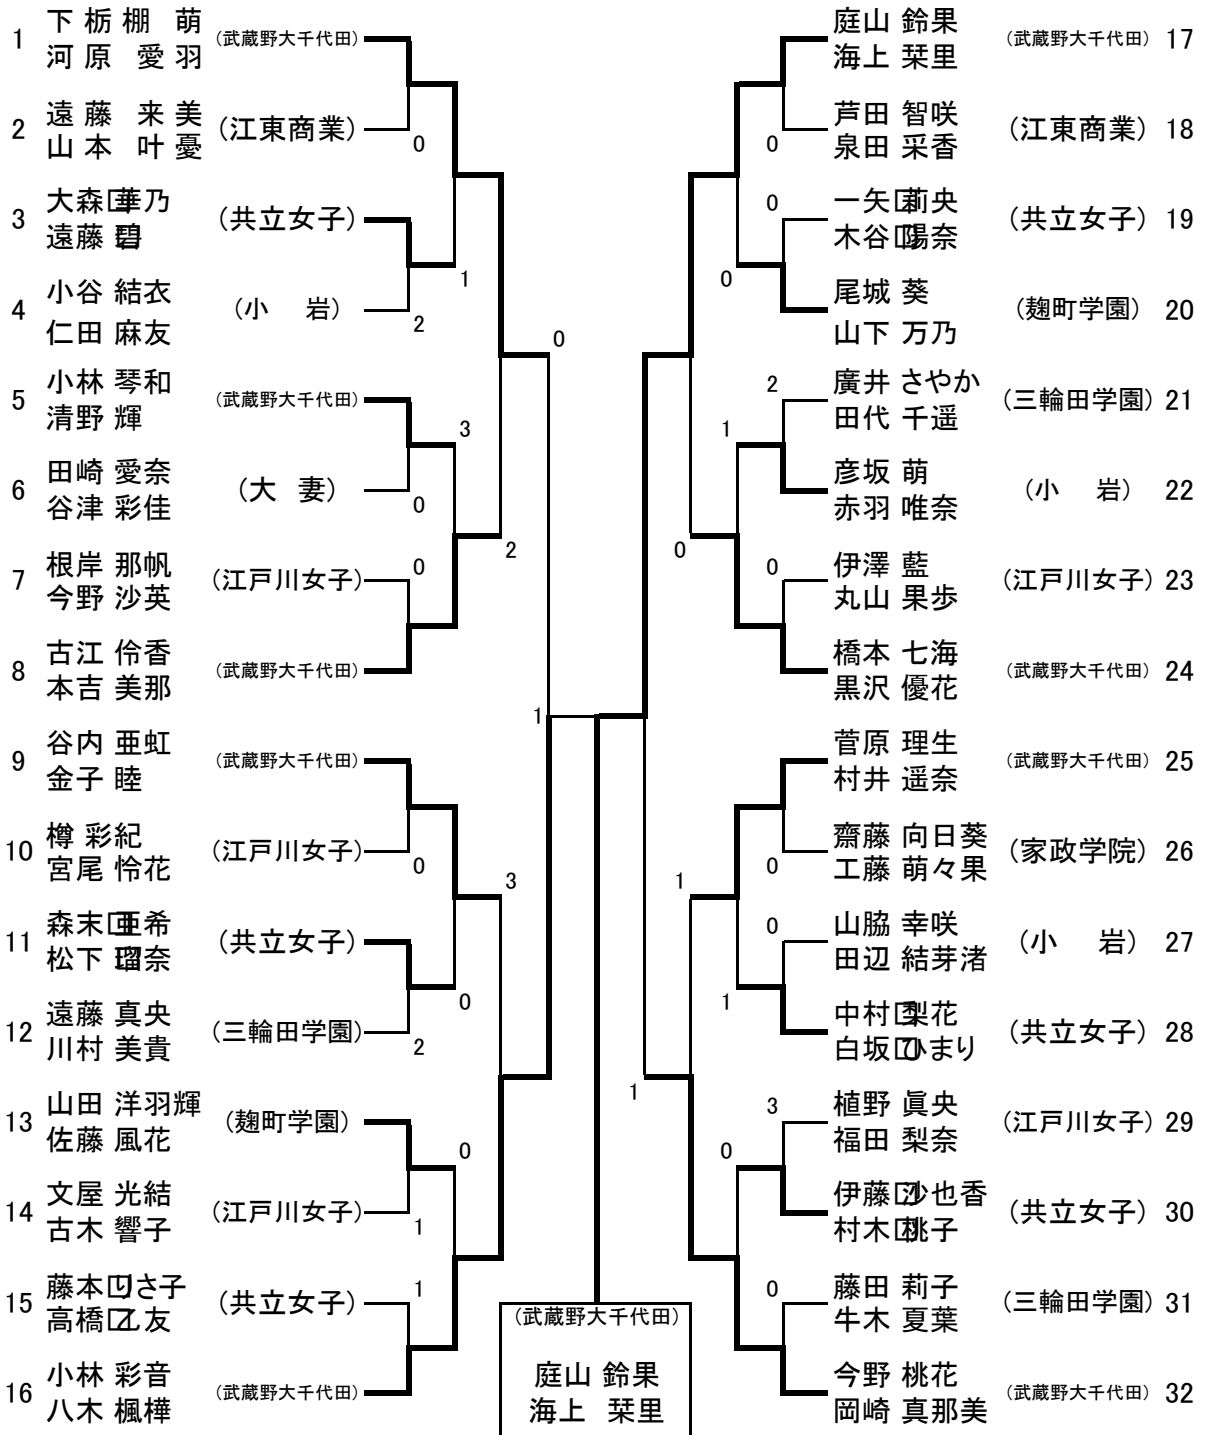 1 下栃棚 萌 (武蔵野大千代田)
河原 愛羽
2 遠藤 来美 (江東商業)
山本 叶憂
0
3 大森 華乃 (共立女子)
遠藤 碧
1
4 小谷 結衣 (小 岩)
仁田 麻友
2
0
5 小林 琴和 (武蔵野大千代田)
清野 輝
3
6 田崎 愛奈 (大 妻)
谷津 彩佳
0
2
7 根岸 那帆 (江戸川女子)
今野 沙英
0
8 古江 伶香 (武蔵野大千代田)
本吉 美那
1
9 谷内 亜虹 (武蔵野大千代田)
金子 睦
10 樽 彩紀 (江戸川女子)
宮尾 怜花
0
3
11 森末 亜希 (共立女子)
松下 瑠奈
0
12 遠藤 真央 (三輪田学園)
川村 美貴
2
13 山田 洋羽輝 (麹町学園)
佐藤 風花
0
14 文屋 光結 (江戸川女子)
古木 響子
1
15 藤本 りさ子 (共立女子)
高橋 乙友
1
16 小林 彩音 (武蔵野大千代田)
八木 楓樺
庭山 鈴果 (武蔵野大千代田) 17
海上 栞里
芦田 智咲 (江東商業) 18
泉田 采香
0
一矢 莉央 (共立女子) 19
木谷 陽奈
0
0
尾城 葵 (麹町学園) 20
山下 万乃
廣井 さやか (三輪田学園) 21
田代 千遥
2
1
彦坂 萌 (小 岩) 22
赤羽 唯奈
0
伊澤 藍 (江戸川女子) 23
丸山 果歩
0
橋本 七海 (武蔵野大千代田) 24
黒沢 優花
菅原 理生 (武蔵野大千代田) 25
村井 遥奈
齋藤 向日葵 (家政学院) 26
工藤 萌々果
0
1
山脇 幸咲 (小 岩) 27
田辺 結芽渚
0
1
中村 梨花 (共立女子) 28
白坂 ひまり
1
植野 眞央 (江戸川女子) 29
福田 梨奈
3
0
伊藤 沙也香 (共立女子) 30
村木 桃子
藤田 莉子 (三輪田学園) 31
牛木 夏葉
0
今野 桃花 (武蔵野大千代田) 32
岡崎 真那美
(武蔵野大千代田)
庭山 鈴果
海上 栞里